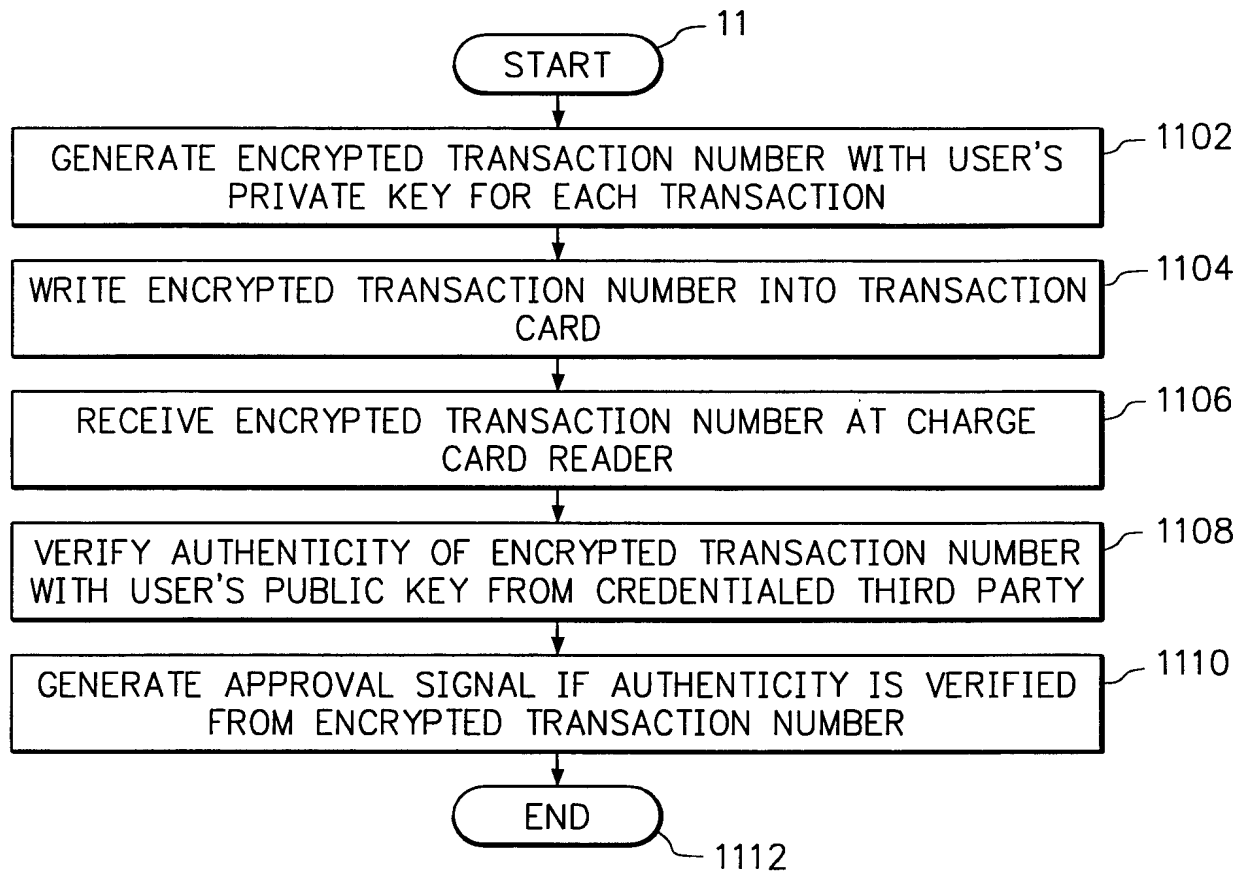 11
START
1102
GENERATE ENCRYPTED TRANSACTION NUMBER WITH USER'S
PRIVATE KEY FOR EACH TRANSACTION
1104
WRITE ENCRYPTED TRANSACTION NUMBER INTO TRANSACTION
CARD
1106
RECEIVE ENCRYPTED TRANSACTION NUMBER AT CHARGE
CARD READER
1108
VERIFY AUTHENTICITY OF ENCRYPTED TRANSACTION NUMBER
WITH USER'S PUBLIC KEY FROM CREDENTIALED THIRD PARTY
1110
GENERATE APPROVAL SIGNAL IF AUTHENTICITY IS VERIFIED
FROM ENCRYPTED TRANSACTION NUMBER
END
1112